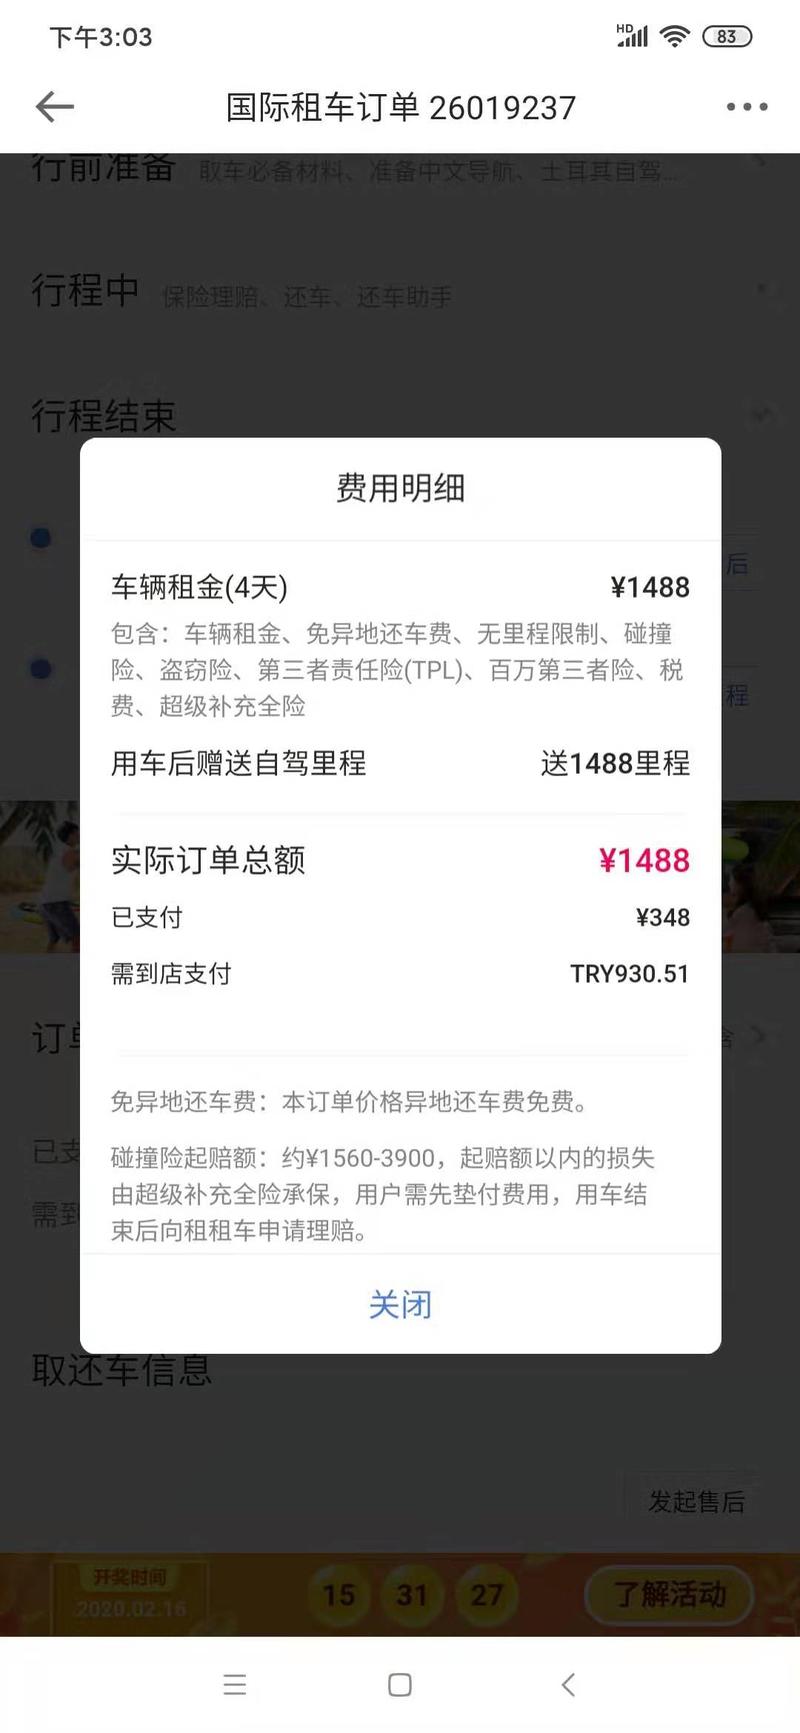 下午3:03
HD
83
国际租车订单 26019237
行前准备 取车必备材料、准备中文导航、土耳其自驾...
行程中 保险理赔、还车、还车助手
行程结束
费用明细
后
车辆租金(4天) ¥1488
包含：车辆租金、免异地还车费、无里程限制、碰撞
险、盗窃险、第三者责任险(TPL)、百万第三者险、税
费、超级补充全险
程
用车后赠送自驾里程 送1488里程
实际订单总额 ¥1488
已支付 ¥348
需到店支付 TRY930.51
订单
含
免异地还车费：本订单价格异地还车费免费。
已支
碰撞险起赔额：约¥1560-3900，起赔额以内的损失
由超级补充全险承保，用户需先垫付费用，用车结
需到
束后向租租车申请理赔。
关闭
取还车信息
发起售后
开奖时间
2020.02.16
15 31 27
了解活动